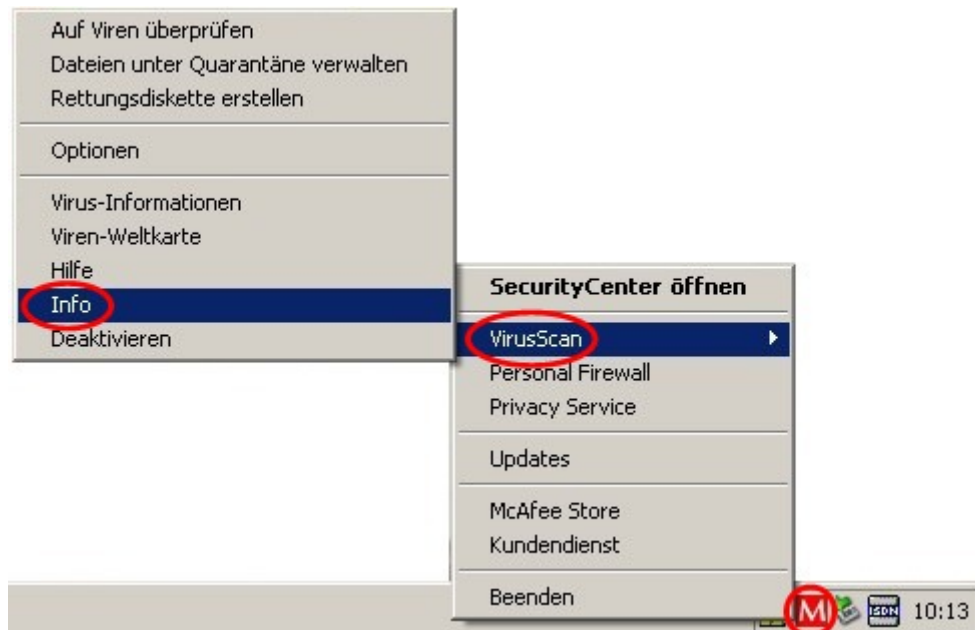 Auf Viren überprüfen
Dateien unter Quarantäne verwalten
Rettungsdiskette erstellen
Optionen
Virus-Informationen
Viren-Weltkarte
Hilfe
Info
Deaktivieren
SecurityCenter öffnen
VirusScan
Personal Firewall
Privacy Service
Updates
McAfee Store
Kundendienst
Beenden
M
ISDN
10:13